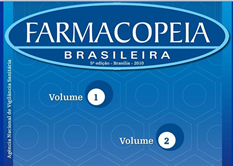 FARMACOPEIA
BRASILEIRA
5ª edição - Brasília - 2010
Volume 1
Volume 2
Agência Nacional de Vigilância Sanitária